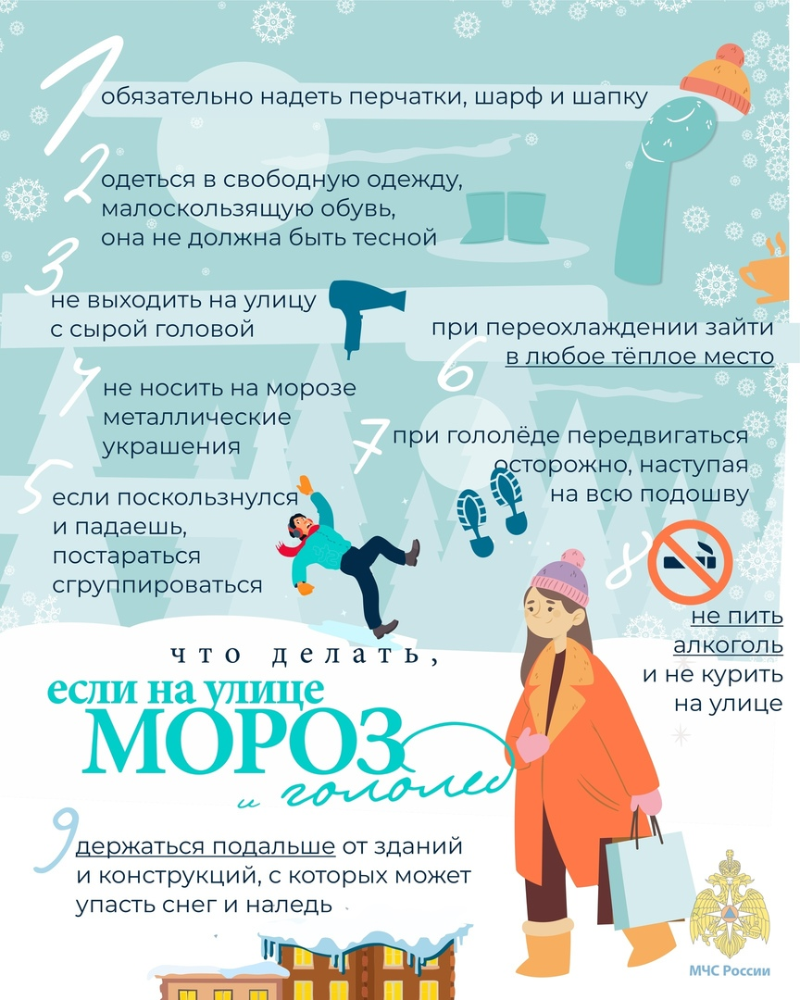 1
обязательно надеть перчатки, шарф и шапку
2
одеться в свободную одежду,
малоскользящую обувь,
она не должна быть тесной
3
не выходить на улицу
с сырой головой
4
не носить на морозе
металлические
украшения
5
если поскользнулся
и падаешь,
постараться
сгруппироваться
6
при переохлаждении зайти
в любое тёплое место
7
при гололёде передвигаться
осторожно, наступая
на всю подошву
8
не пить
алкоголь
и не курить
на улице
что делать,
если на улице
МОРОЗ
и гололед
9
держаться подальше от зданий
и конструкций, с которых может
упасть снег и наледь
МЧС России